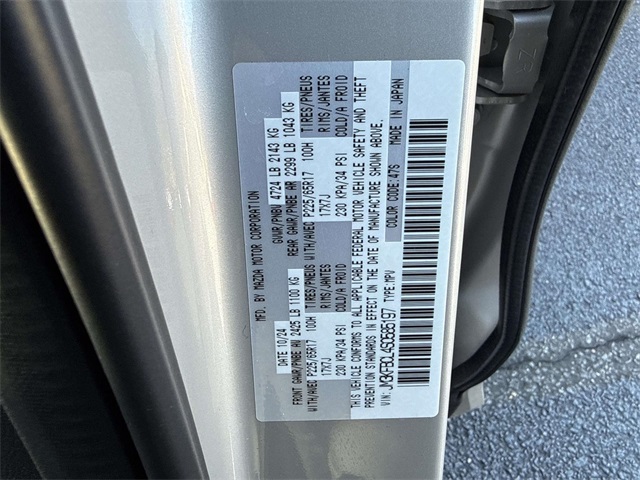 MFD. BY MAZDA MOTOR CORPORATION
DATE 10/24 GVWR/PNBV 4724 LB 2143 KG
FRONT GAWR/PNBE AV 2425 LB 1100 KG REAR GAWR/PNBE AR 2299 LB 1043 KG
WITH/AVEC P225/65R17 100H TIRES/PNEUS WITH/AVEC P225/65R17 100H TIRES/PNEUS
17X7J RIMS/JANTES 17X7J RIMS/JANTES
230 KPA/34 PSI COLD/A FROID 230 KPA/34 PSI COLD/A FROID
THIS VEHICLE CONFORMS TO ALL APPLICABLE FEDERAL MOTOR VEHICLE SAFETY AND THEFT
PREVENTION STANDARDS IN EFFECT ON THE DATE OF MANUFACTURE SHOWN ABOVE.
COLOR CODE: 47S MADE IN JAPAN
VIN: JM3KFBCL4S0585197 TYPE: MPV